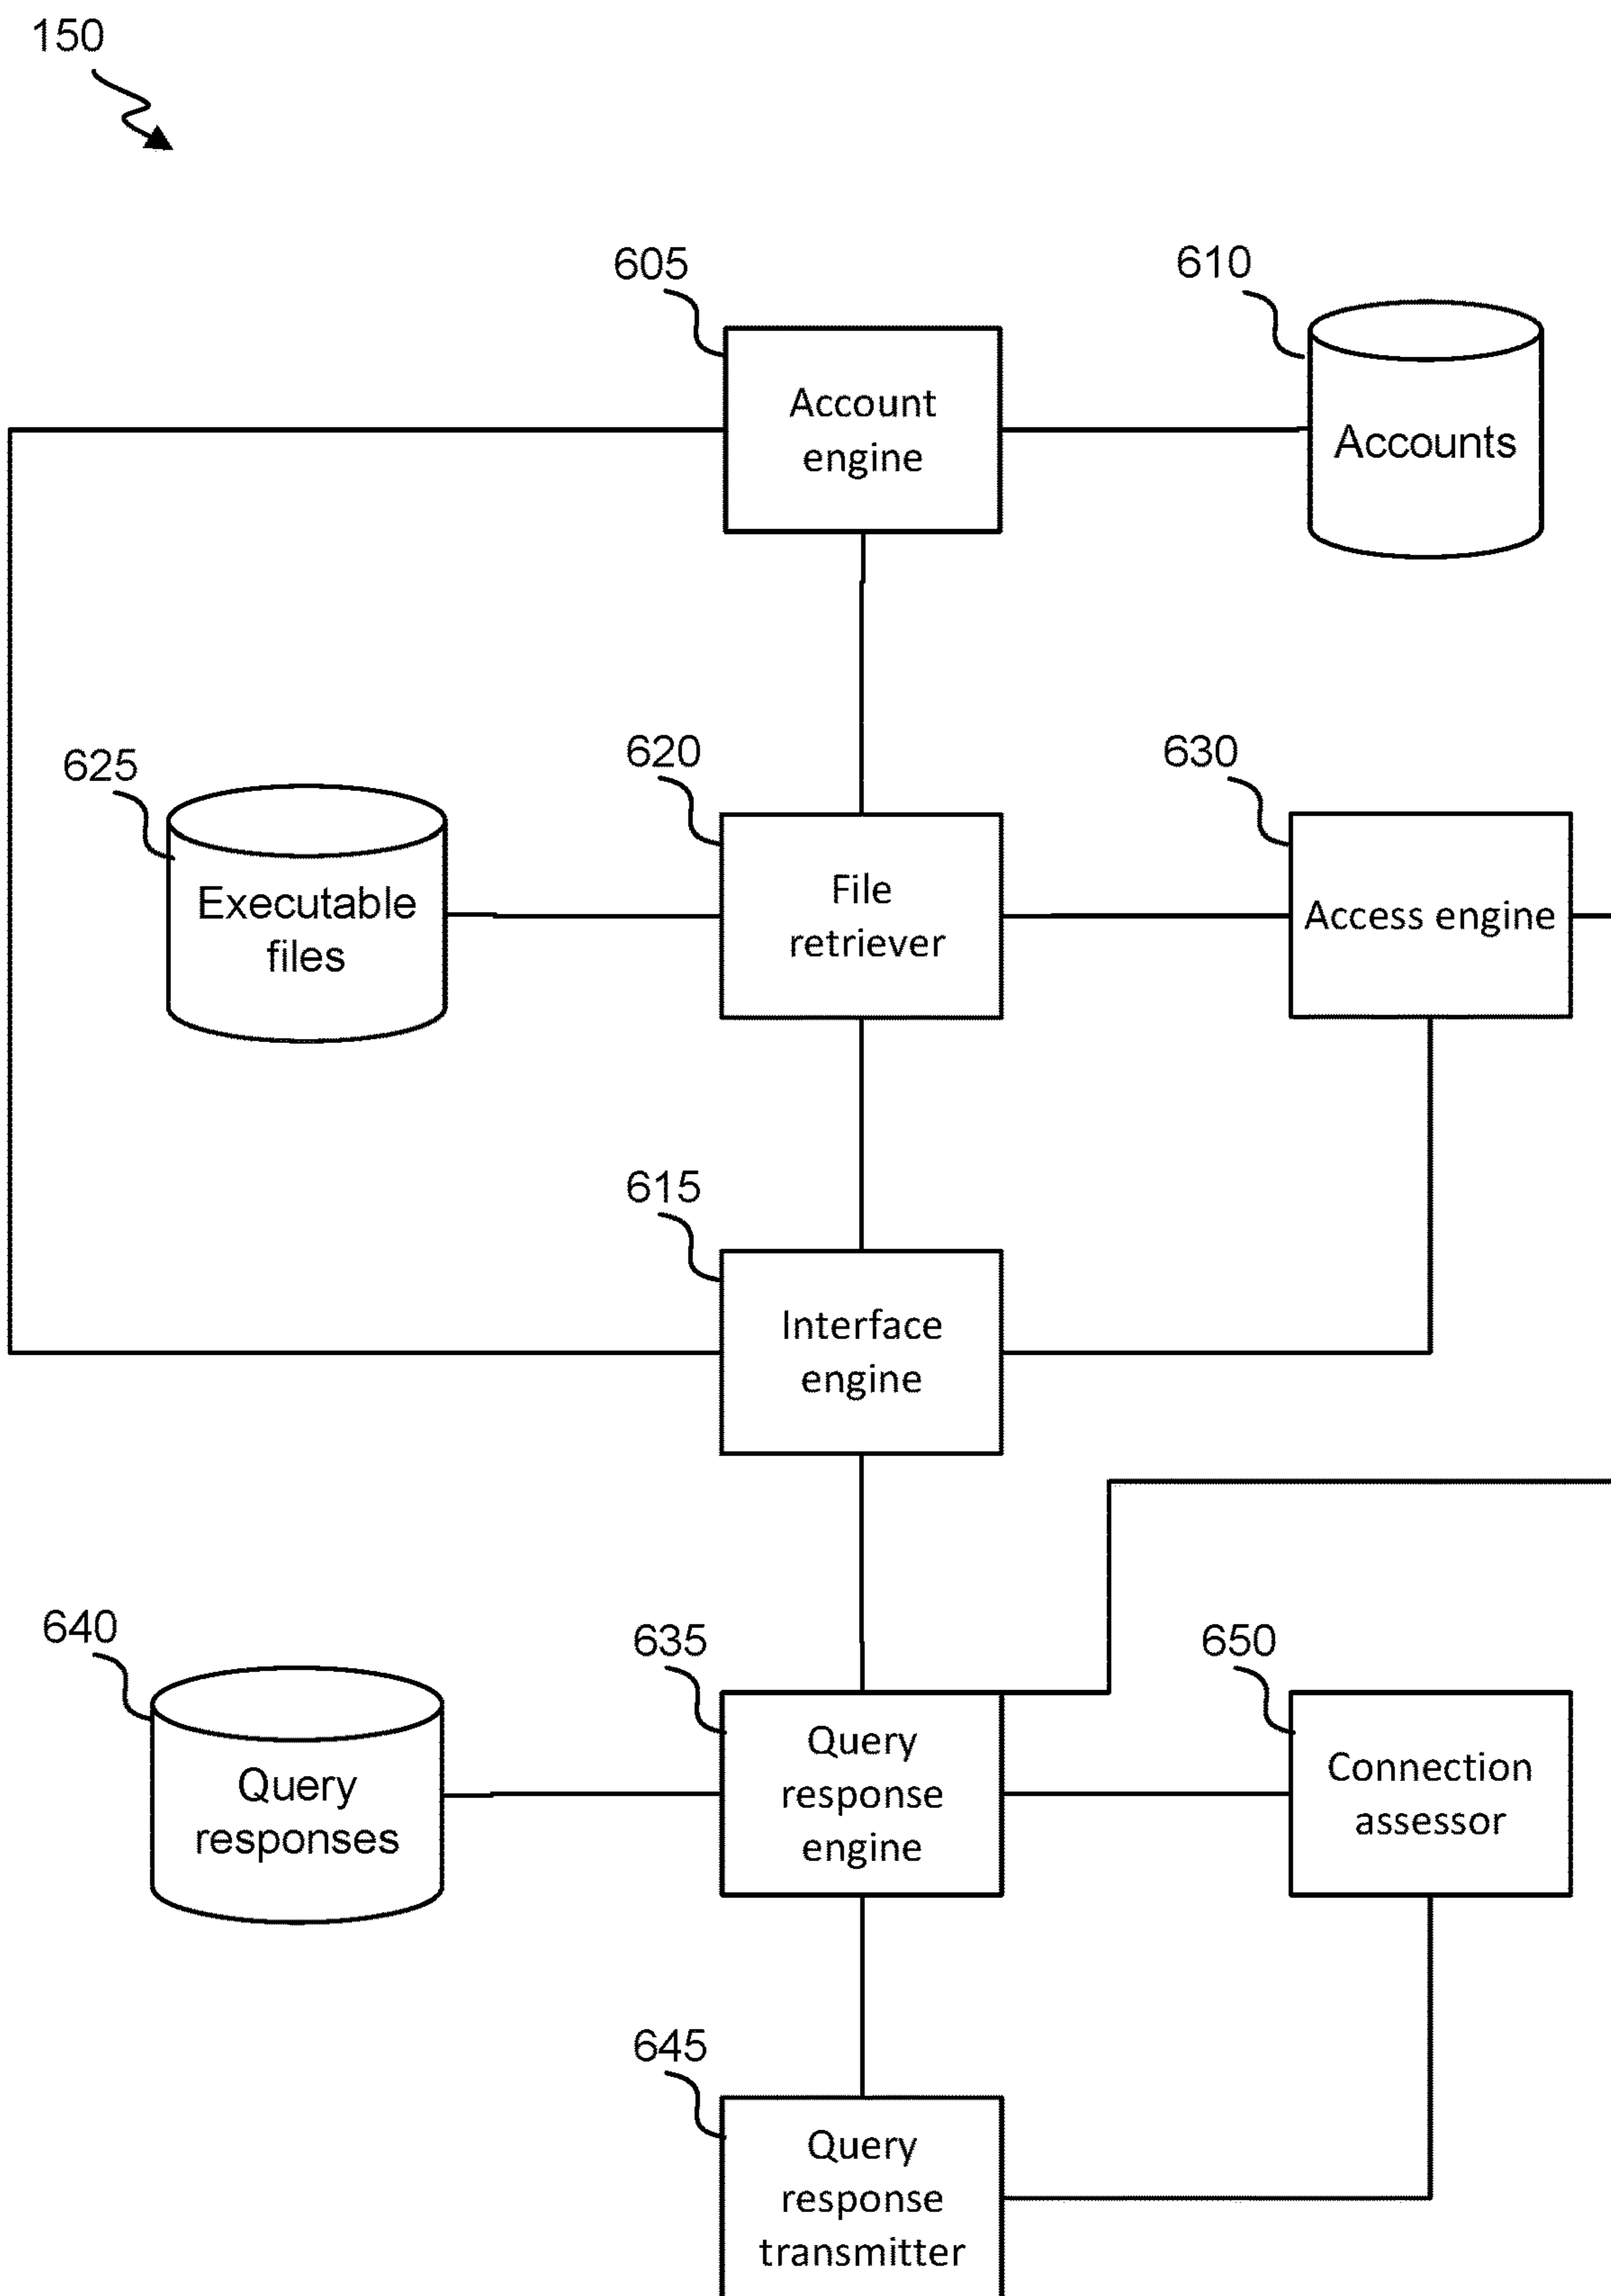 150
605
610
Account
engine
Accounts
625
620
630
Executable
files
File
retriever
Access engine
615
Interface
engine
640
635
650
Query
responses
Query
response
engine
Connection
assessor
645
Query
response
transmitter